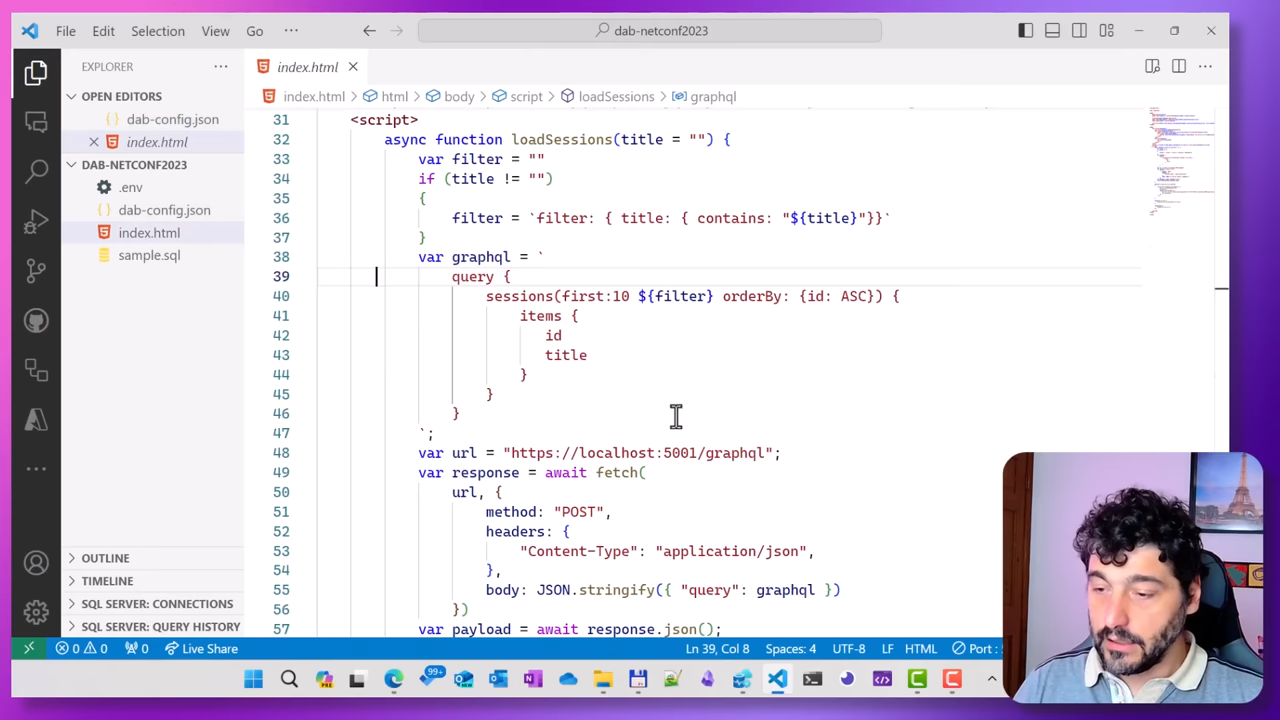 File Edit Selection View Go ··· dab-netconf2023
EXPLORER ···
OPEN EDITORS
dab-config.json
index.html
DAB-NETCONF2023
.env
dab-config.json
index.html
sample.sql
OUTLINE
TIMELINE
SQL SERVER: CONNECTIONS
SQL SERVER: QUERY HISTORY
index.html
index.html > html > body > script > loadSessions > graphql
31 <script>
32 async function loadSessions(title = "") {
33 var filter = ""
34 if (title != "")
35 {
36 filter = `filter: { title: { contains: "${title}"}}`
37 }
38 var graphql = `
39 query {
40 sessions(first:10 ${filter} orderBy: {id: ASC}) {
41 items {
42 id
43 title
44 }
45 }
46 }
47 `;
48 var url = "https://localhost:5001/graphql";
49 var response = await fetch(
50 url, {
51 method: "POST",
52 headers: {
53 "Content-Type": "application/json",
54 },
55 body: JSON.stringify({ "query": graphql })
56 })
57 var payload = await response.json();
0 0 0 Live Share Ln 39, Col 8 Spaces: 4 UTF-8 LF HTML Port :
99+
PRE